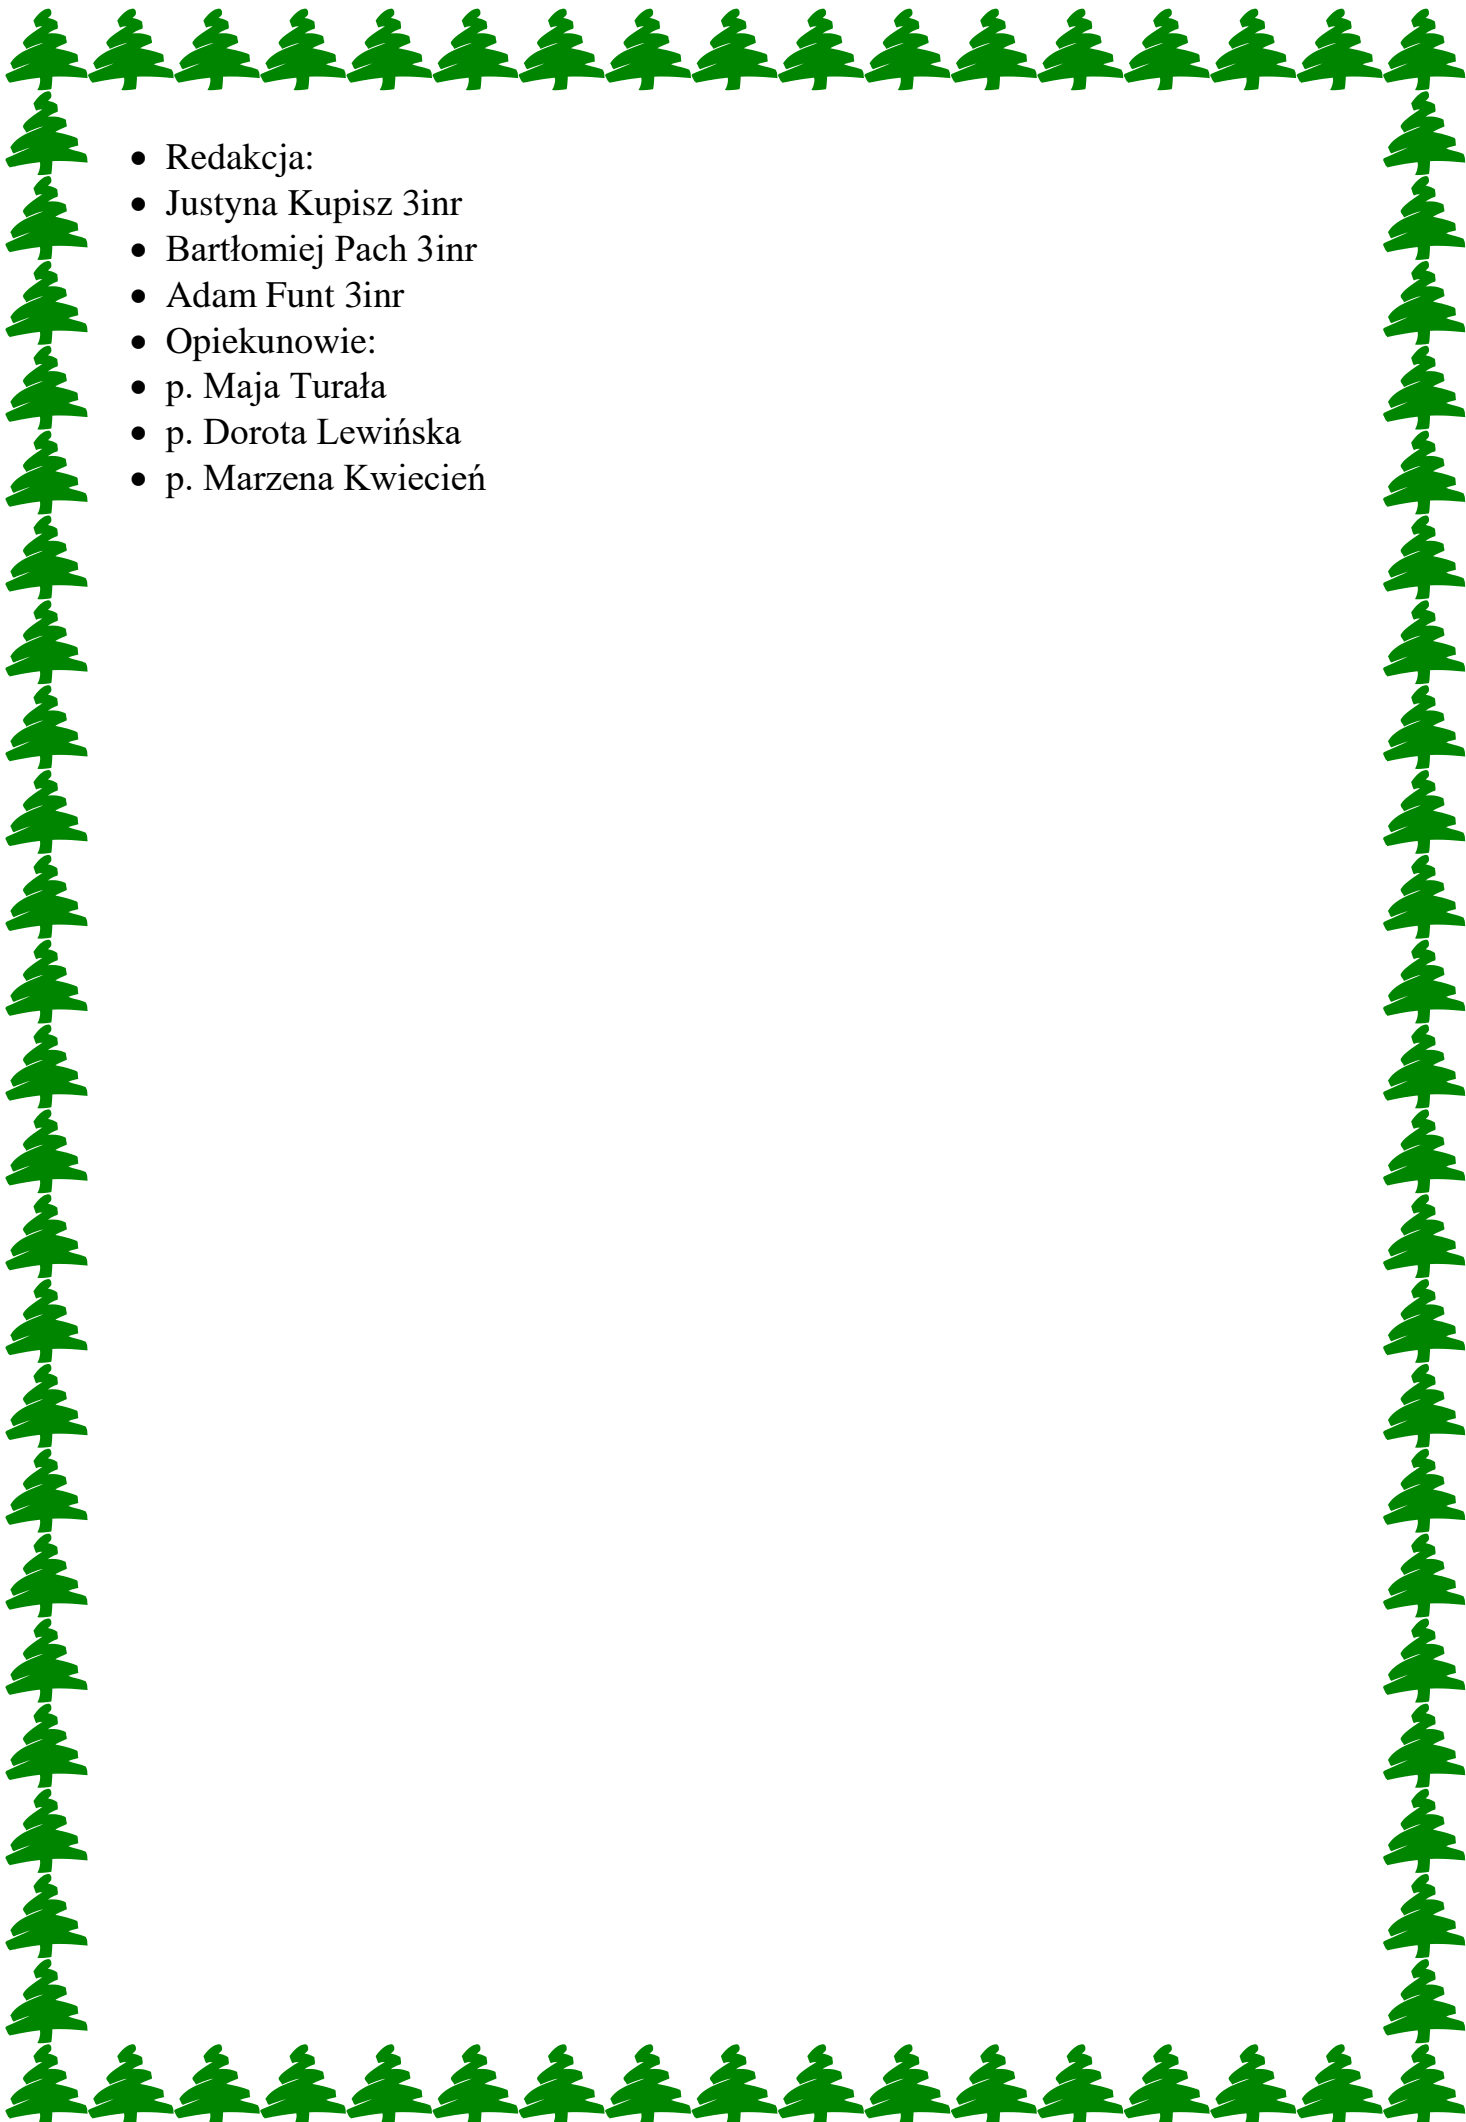 • Redakcja:
• Justyna Kupisz 3inr
• Bartłomiej Pach 3inr
• Adam Funt 3inr
• Opiekunowie:
• p. Maja Turała
• p. Dorota Lewińska
• p. Marzena Kwiecień